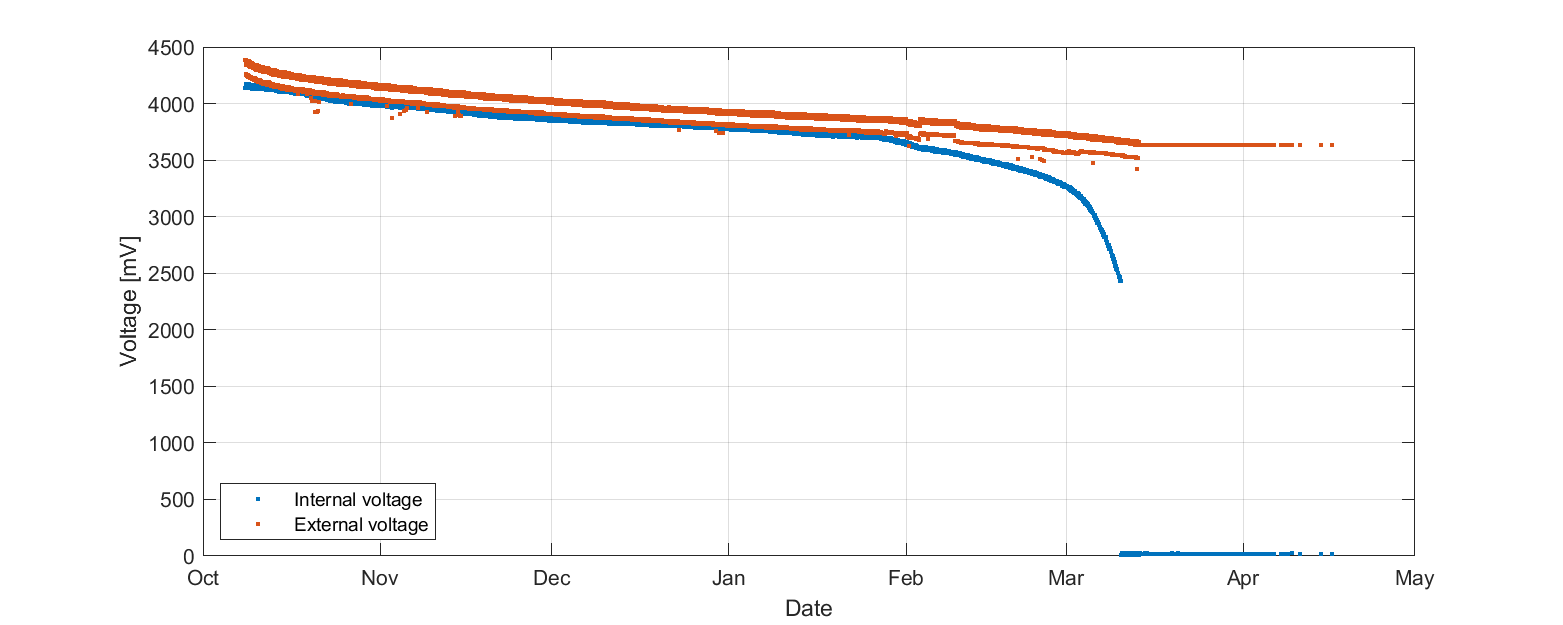 4500
4000
3500
3000
2500
2000
1500
1000
500
0
Voltage [mV]
Internal voltage
External voltage
Oct Nov Dec Jan Feb Mar Apr May
Date